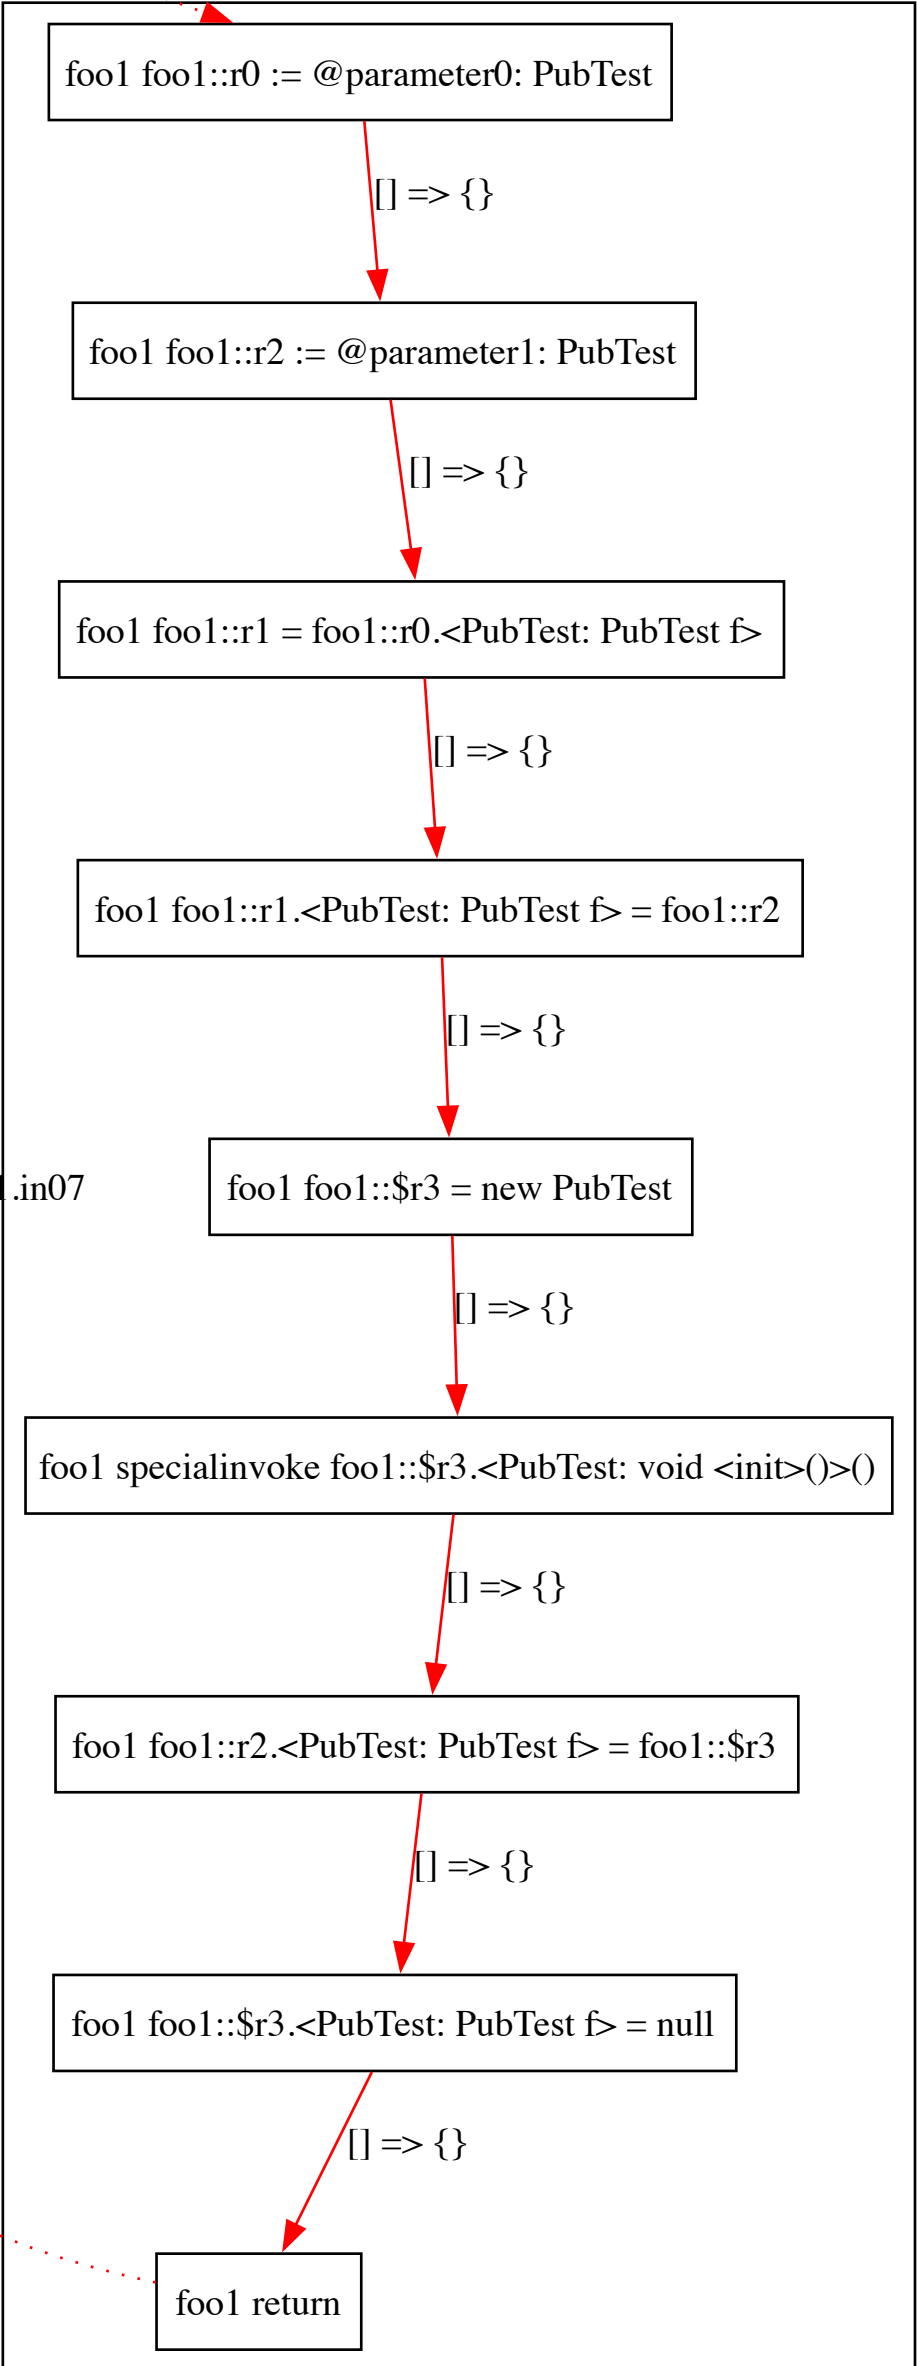 foo1 foo1::r0 := @parameter0: PubTest
[] => {}
foo1 foo1::r2 := @parameter1: PubTest
[] => {}
foo1 foo1::r1 = foo1::r0.<PubTest: PubTest f>
[] => {}
foo1 foo1::r1.<PubTest: PubTest f> = foo1::r2
[] => {}
.in07
foo1 foo1::$r3 = new PubTest
[] => {}
foo1 specialinvoke foo1::$r3.<PubTest: void <init>()>()
[] => {}
foo1 foo1::r2.<PubTest: PubTest f> = foo1::$r3
[] => {}
foo1 foo1::$r3.<PubTest: PubTest f> = null
[] => {}
foo1 return